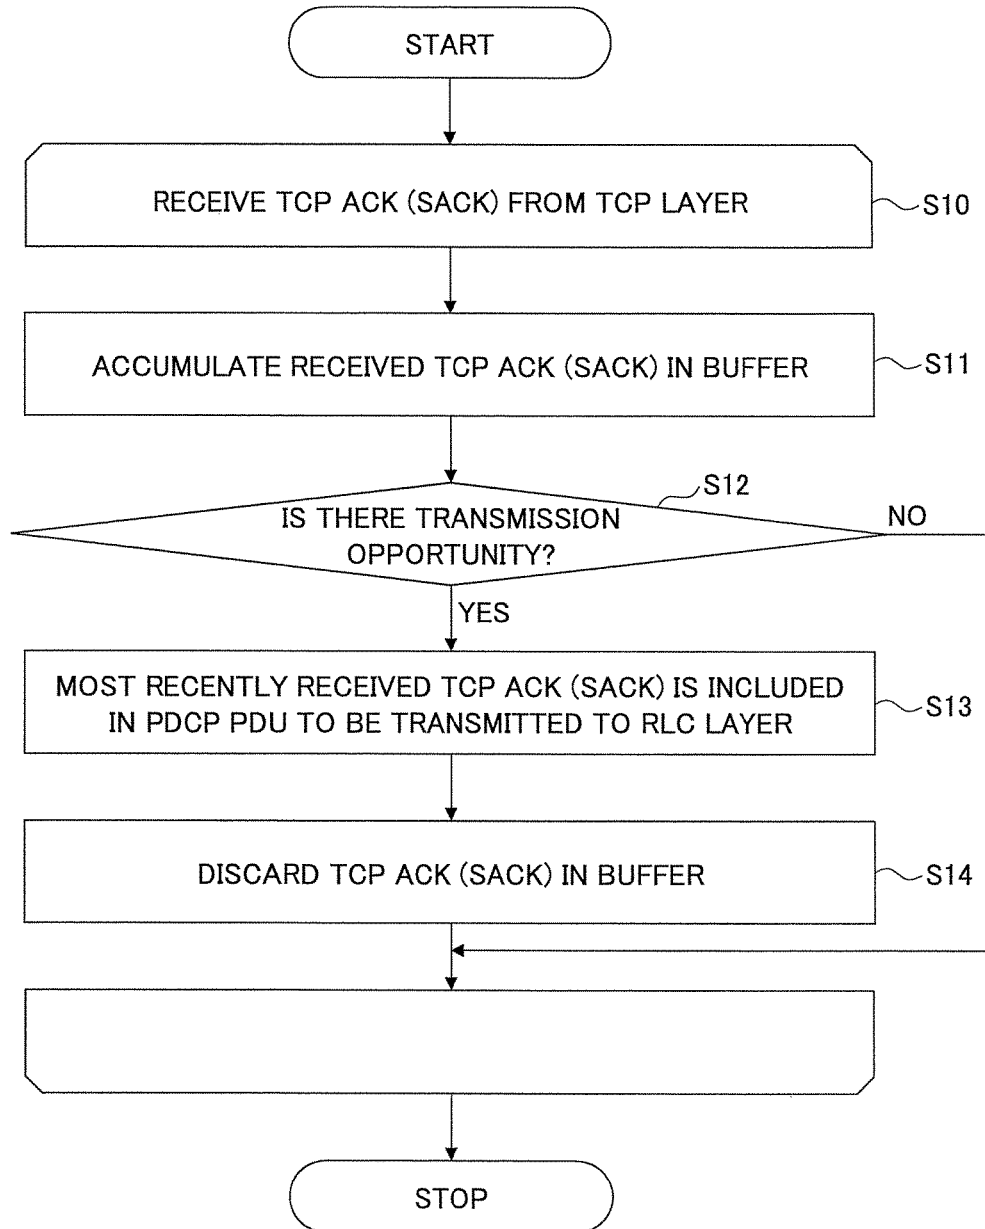 START
RECEIVE TCP ACK (SACK) FROM TCP LAYER
S10
ACCUMULATE RECEIVED TCP ACK (SACK) IN BUFFER
S11
S12
IS THERE TRANSMISSION
OPPORTUNITY?
NO
YES
MOST RECENTLY RECEIVED TCP ACK (SACK) IS INCLUDED
IN PDCP PDU TO BE TRANSMITTED TO RLC LAYER
S13
DISCARD TCP ACK (SACK) IN BUFFER
S14
STOP